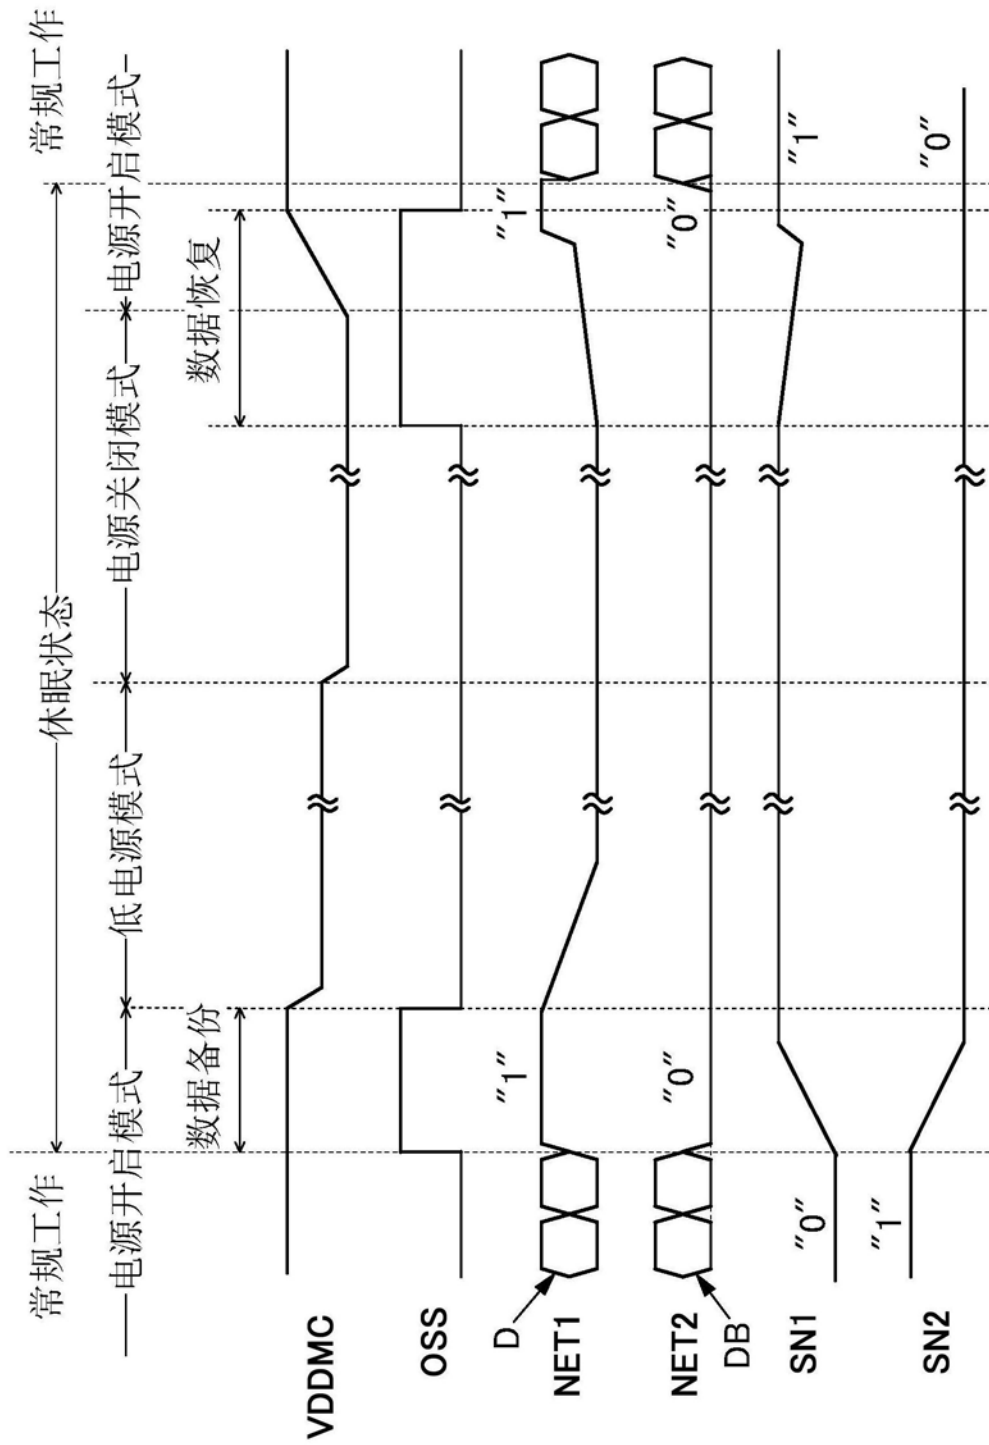 常规工作 休眠状态 常规工作
电源开启模式 低电源模式 电源关闭模式 电源开启模式
数据备份 数据恢复
VDDMC
OSS
D "1" "1"
NET1
NET2 "0" "0"
DB
SN1 "0" "1"
"1"
SN2 "0"